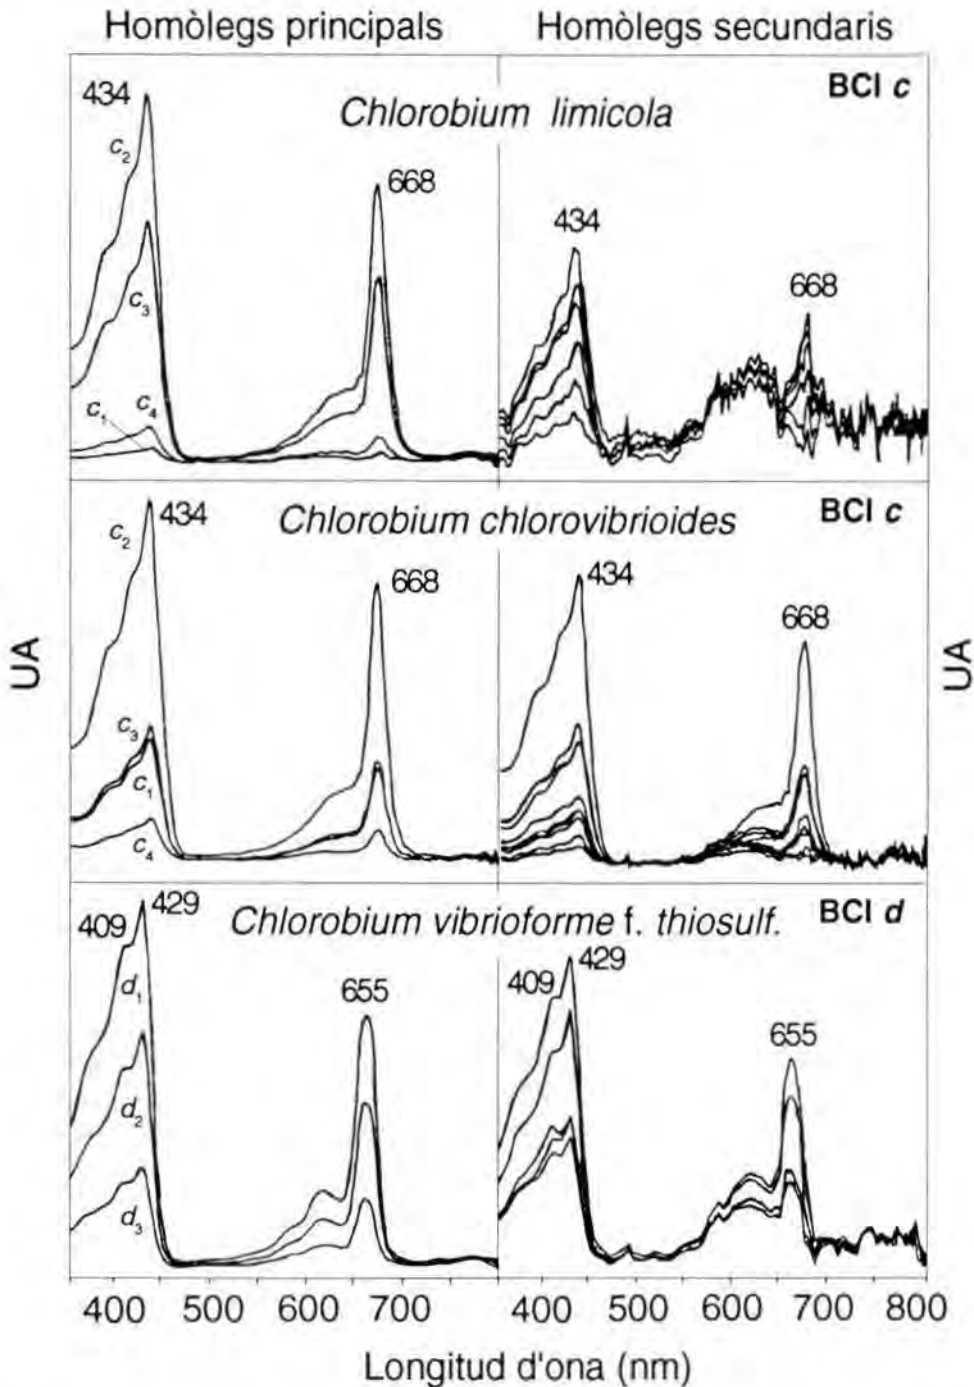 Homòlegs principals Homòlegs secundaris
BCl c
Chlorobium limicola
434 c₂ c₃ c₁ c₄ 668
434 668
BCl c
Chlorobium chlorovibrioides
434 c₂ c₃ c₁ c₄ 668
434 668
UA UA
BCl d
Chlorobium vibrioforme f. thiosulf.
409 429 d₁ d₂ d₃ 655
409 429 655
400 500 600 700 400 500 600 700 800
Longitud d'ona (nm)